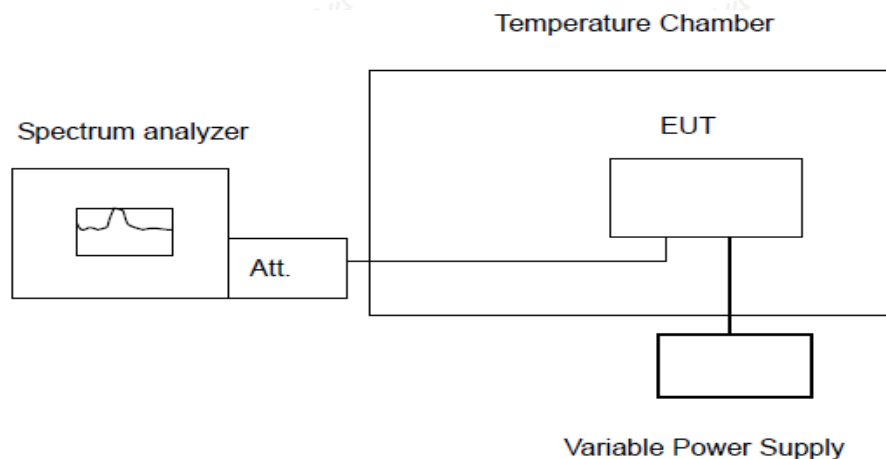 Temperature Chamber
Spectrum analyzer
EUT
Att.
Variable Power Supply